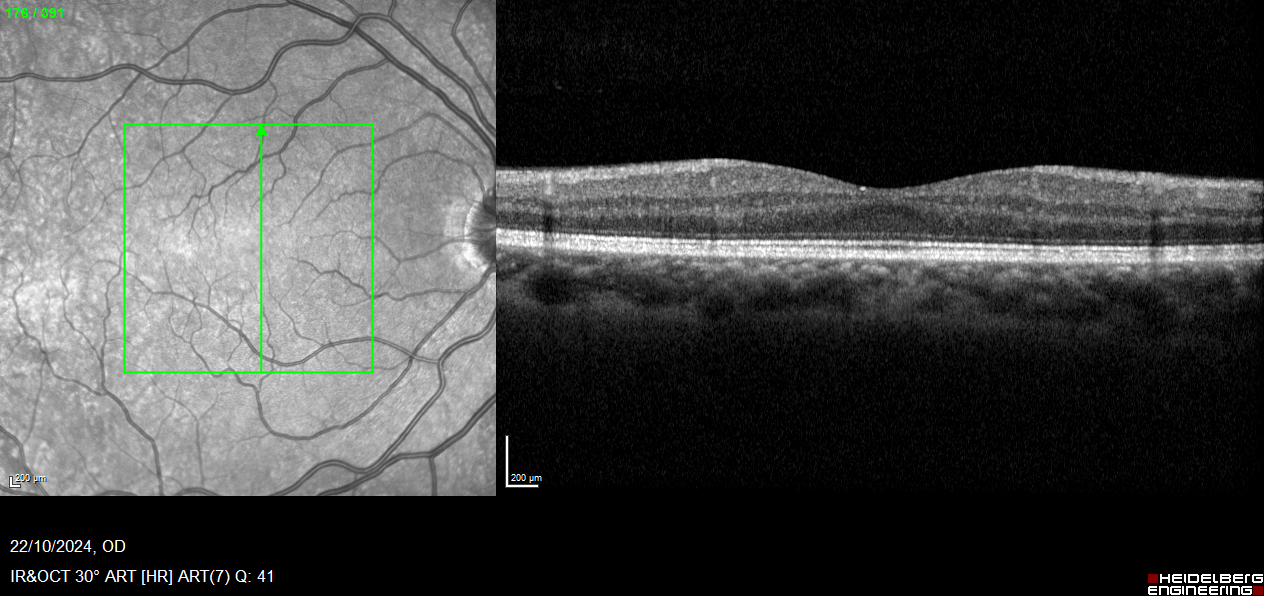 176 / 391
200 µm
200 µm
22/10/2024, OD
IR&OCT 30° ART [HR] ART(7) Q: 41
HEIDELBERG
ENGINEERING